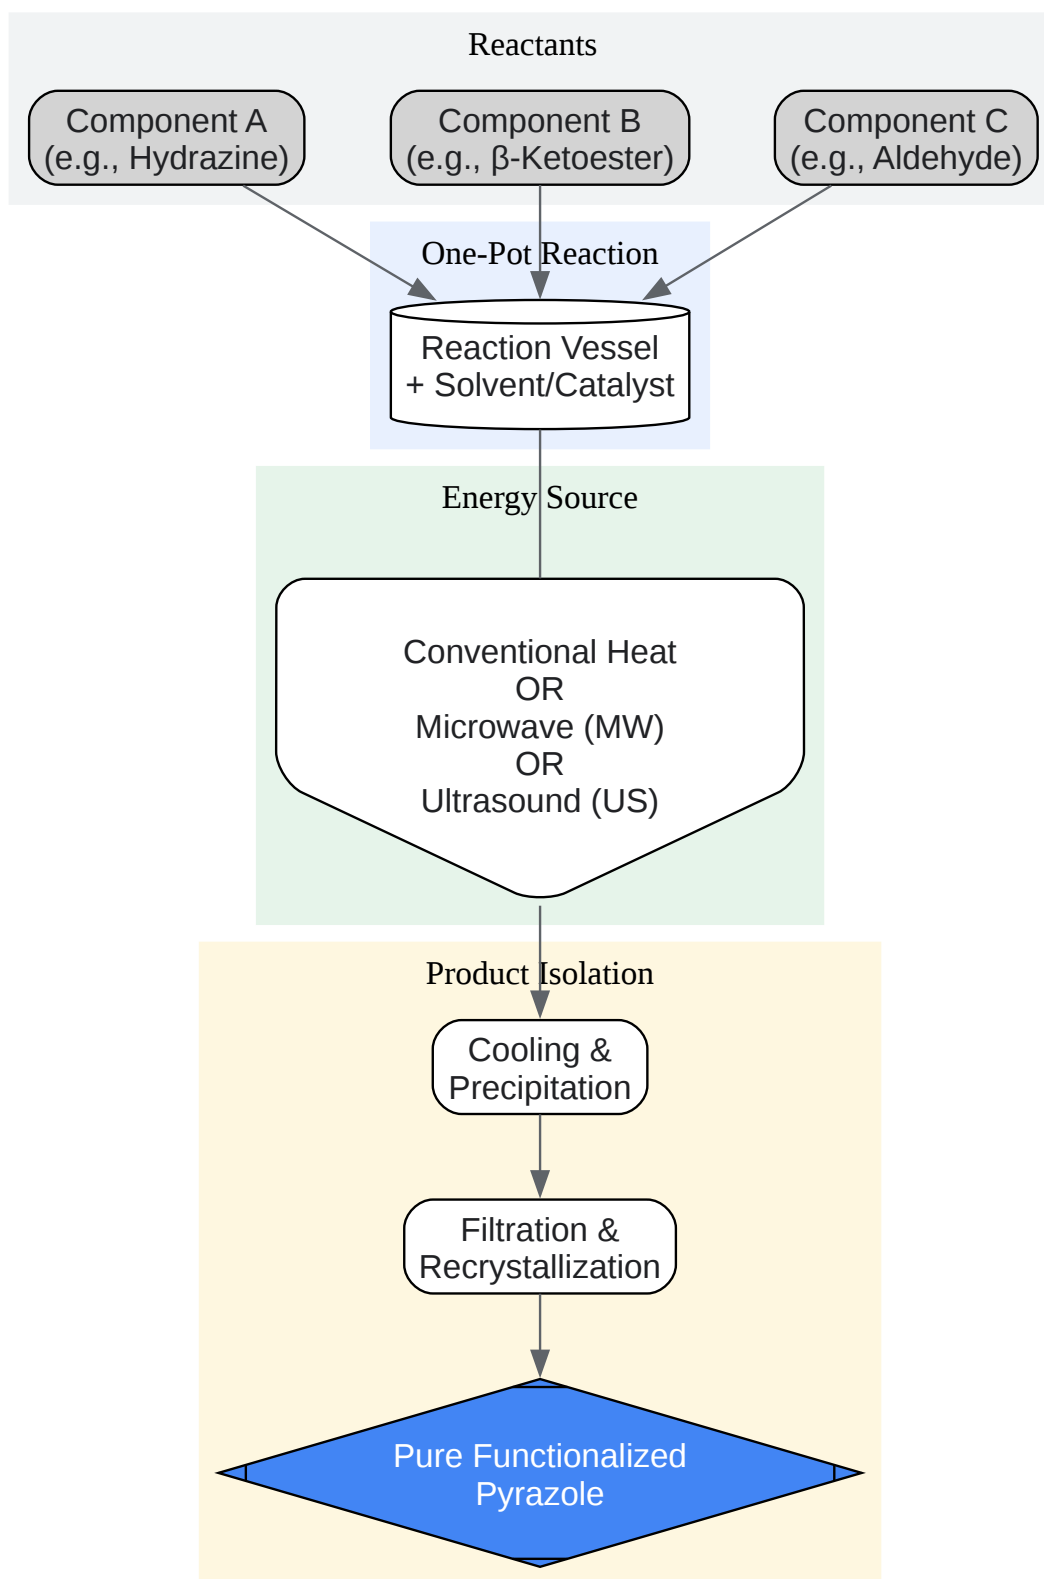 Reactants
Component A
(e.g., Hydrazine)
Component B
(e.g., β-Ketoester)
Component C
(e.g., Aldehyde)
One-Pot Reaction
Reaction Vessel
+ Solvent/Catalyst
Energy Source
Conventional Heat
OR
Microwave (MW)
OR
Ultrasound (US)
Product Isolation
Cooling &
Precipitation
Filtration &
Recrystallization
Pure Functionalized
Pyrazole